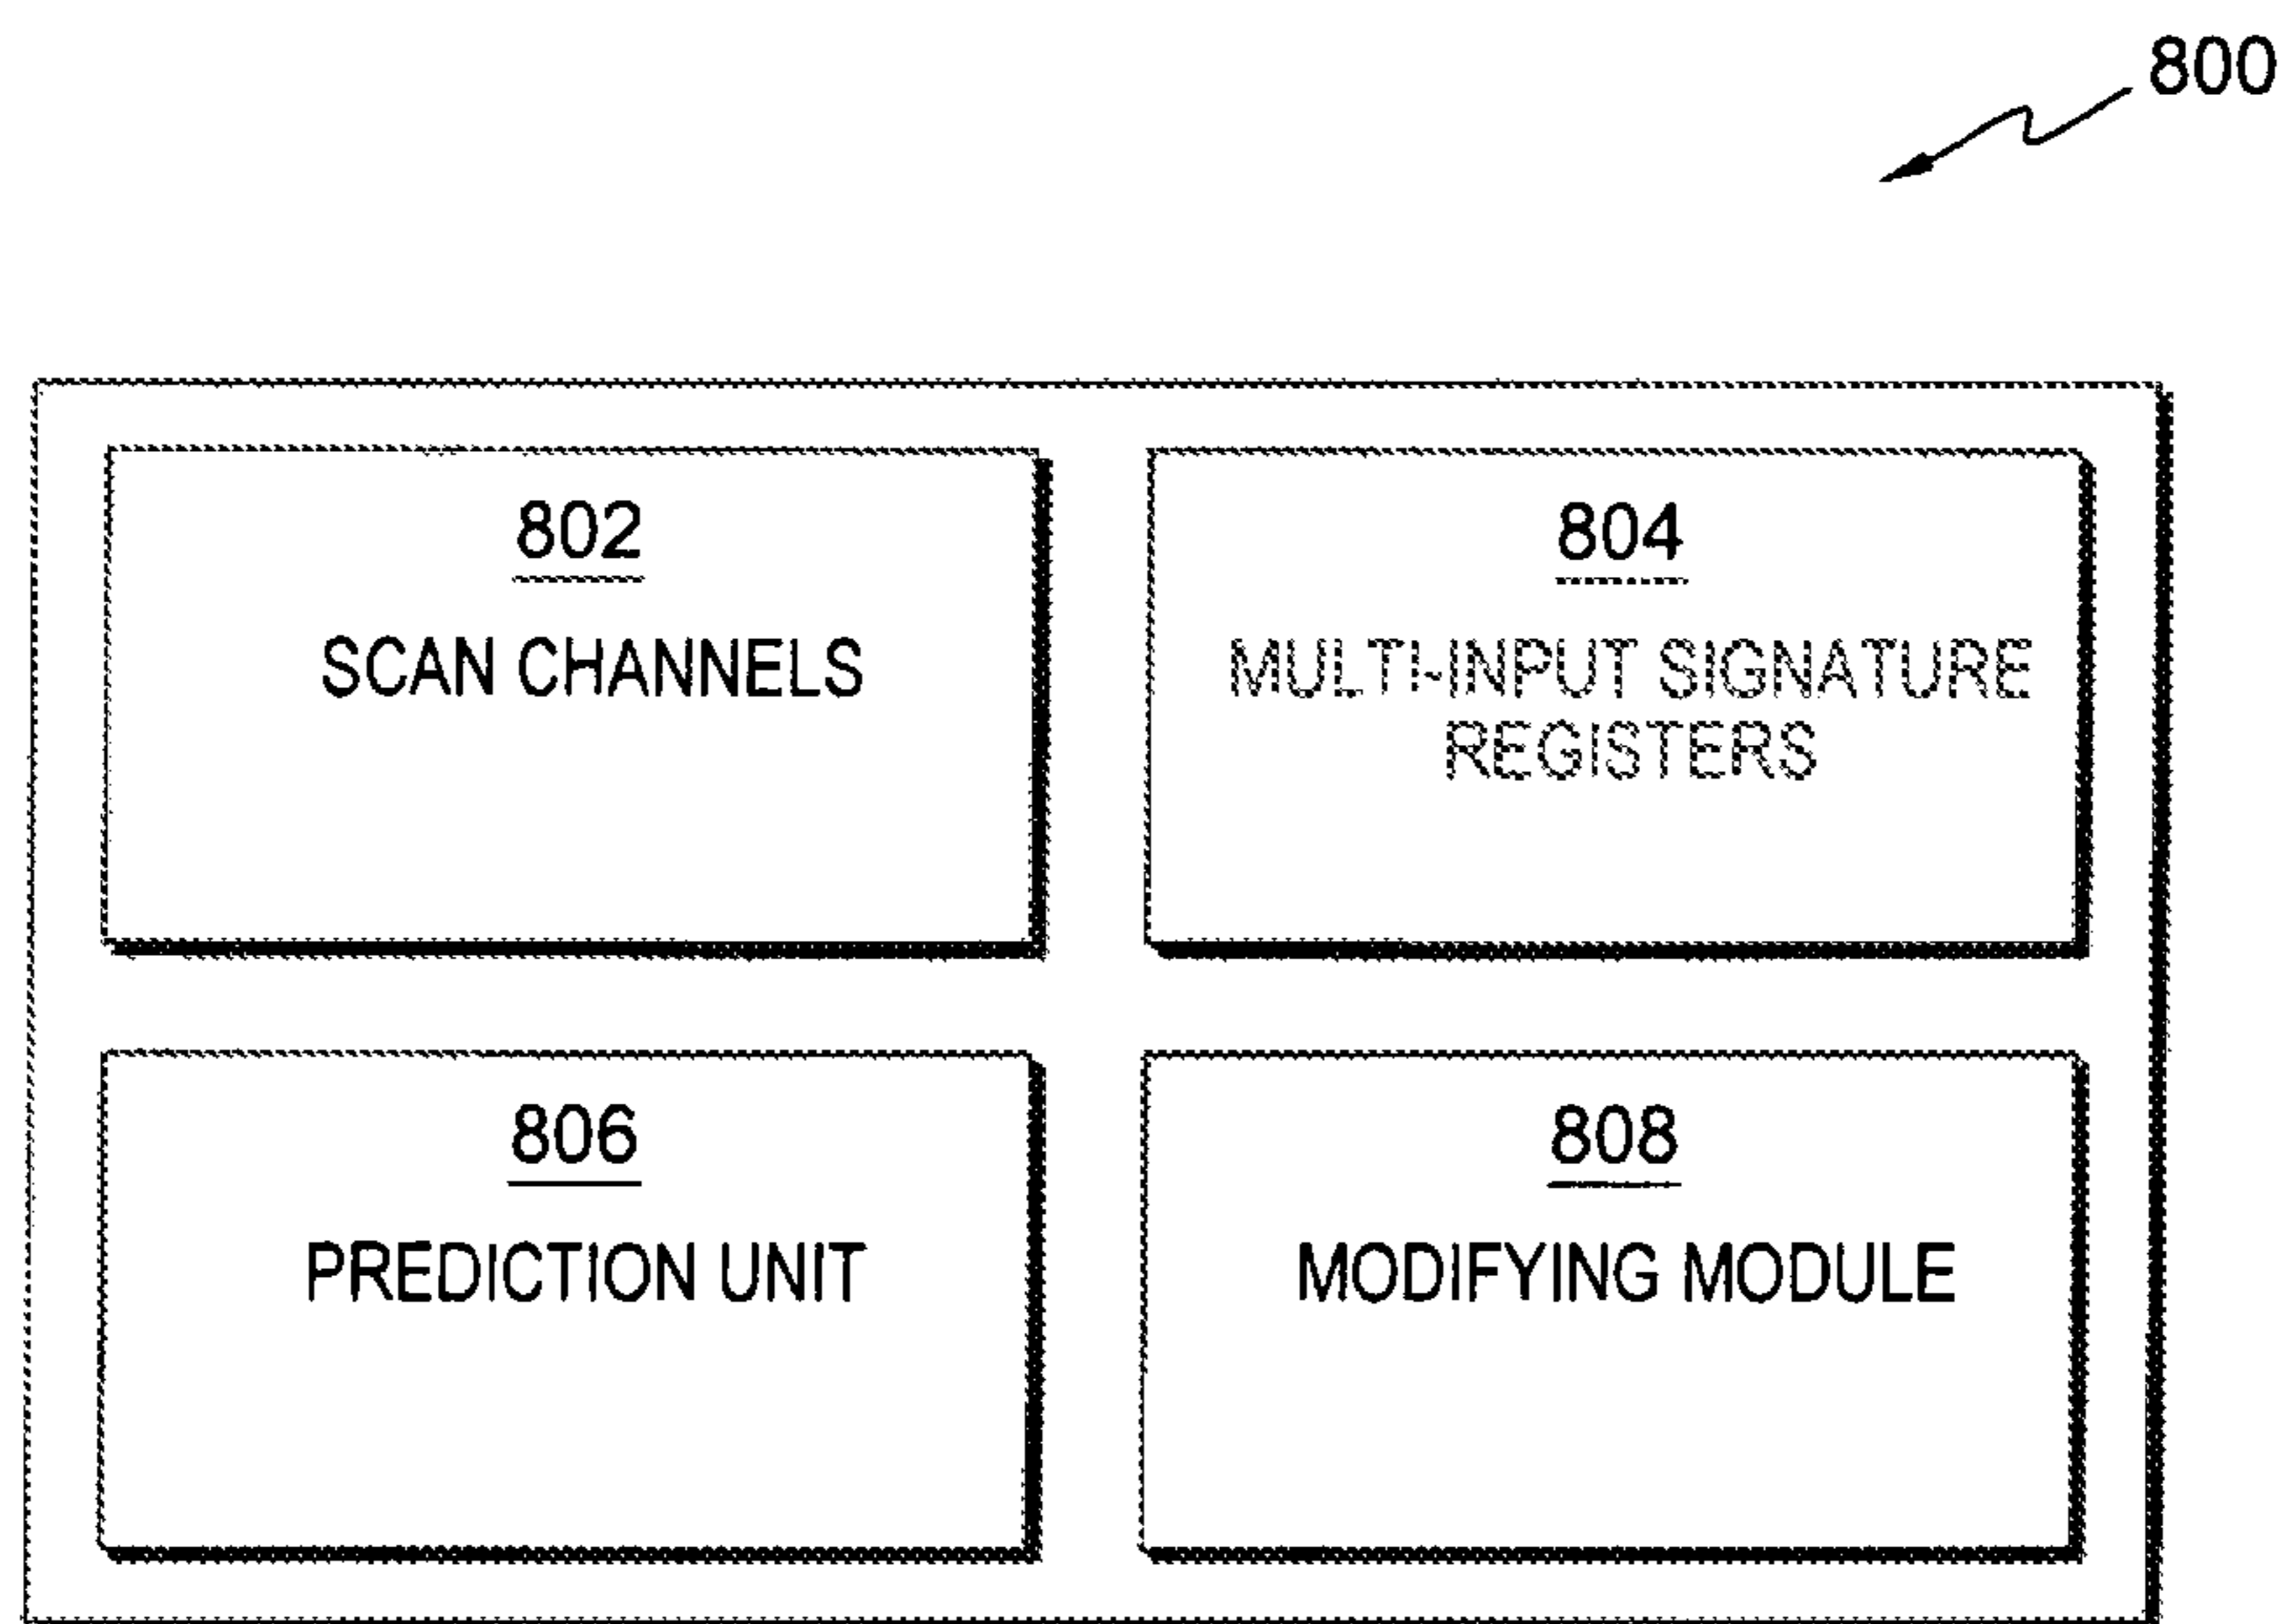 800
802
SCAN CHANNELS
804
MULTI-INPUT SIGNATURE
REGISTERS
806
PREDICTION UNIT
808
MODIFYING MODULE